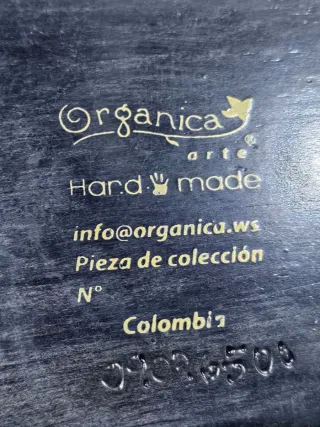 Organica
arte®
Hand made
info@organica.ws
Pieza de colección
N°
Colombia